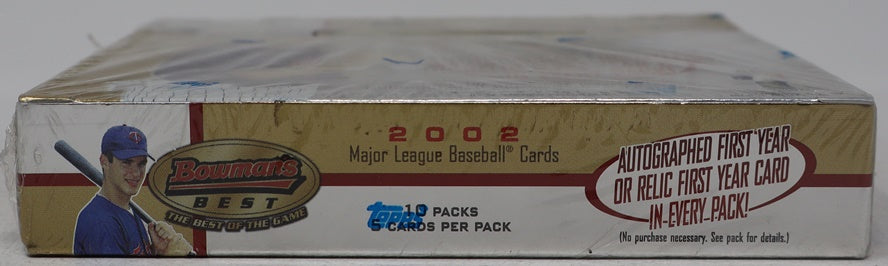 2002
Major League Baseball® Cards
Bowman's
BEST
THE BEST OF THE GAME
10 PACKS
5 CARDS PER PACK
Topps
AUTOGRAPHED FIRST YEAR
OR RELIC FIRST YEAR CARD
IN EVERY PACK!
(No purchase necessary. See pack for details.)